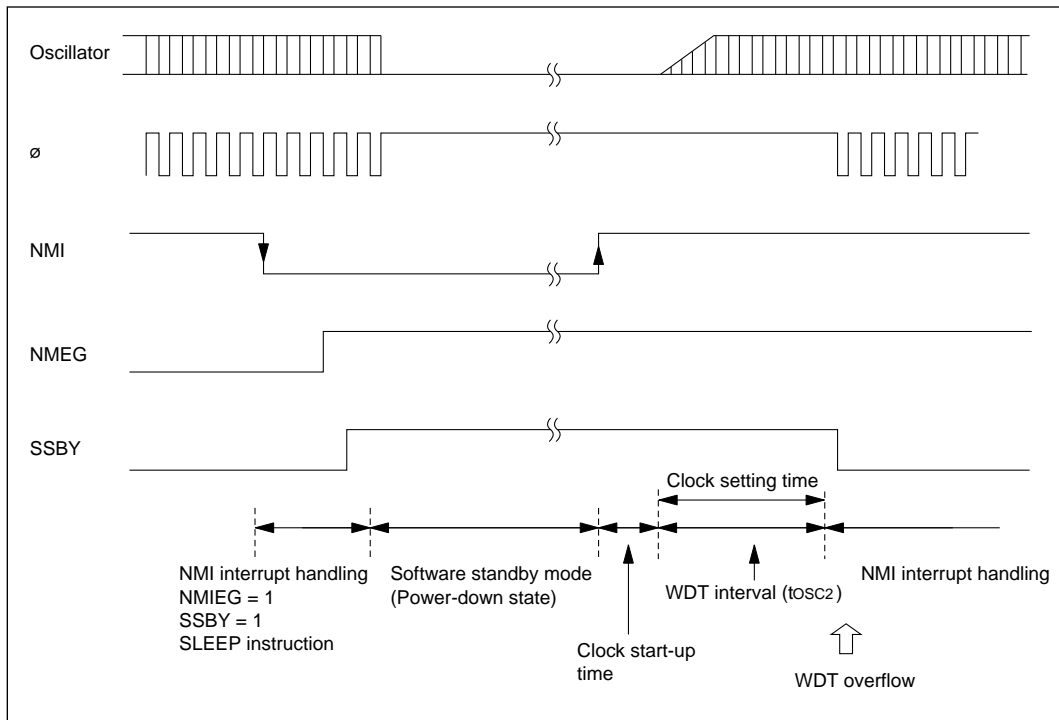 Oscillator
ø
NMI
NMEG
SSBY
Clock setting time
NMI interrupt handling
NMIEG = 1
SSBY = 1
SLEEP instruction
Software standby mode
(Power-down state)
Clock start-up
time
WDT interval (tOSC2)
WDT overflow
NMI interrupt handling